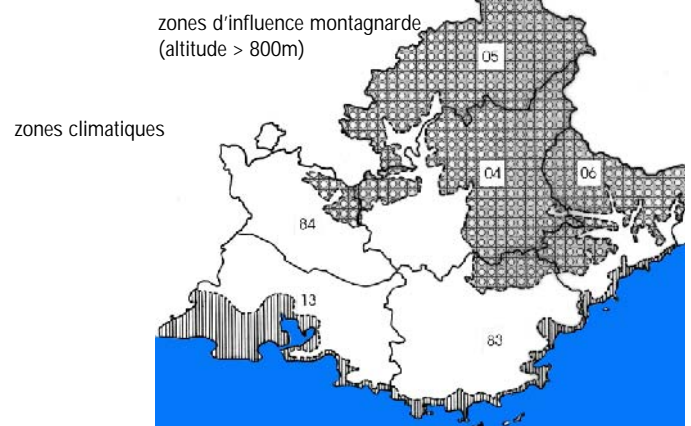 zones d'influence montagnarde
(altitude > 800m)
05
zones climatiques
04
06
84
13
83